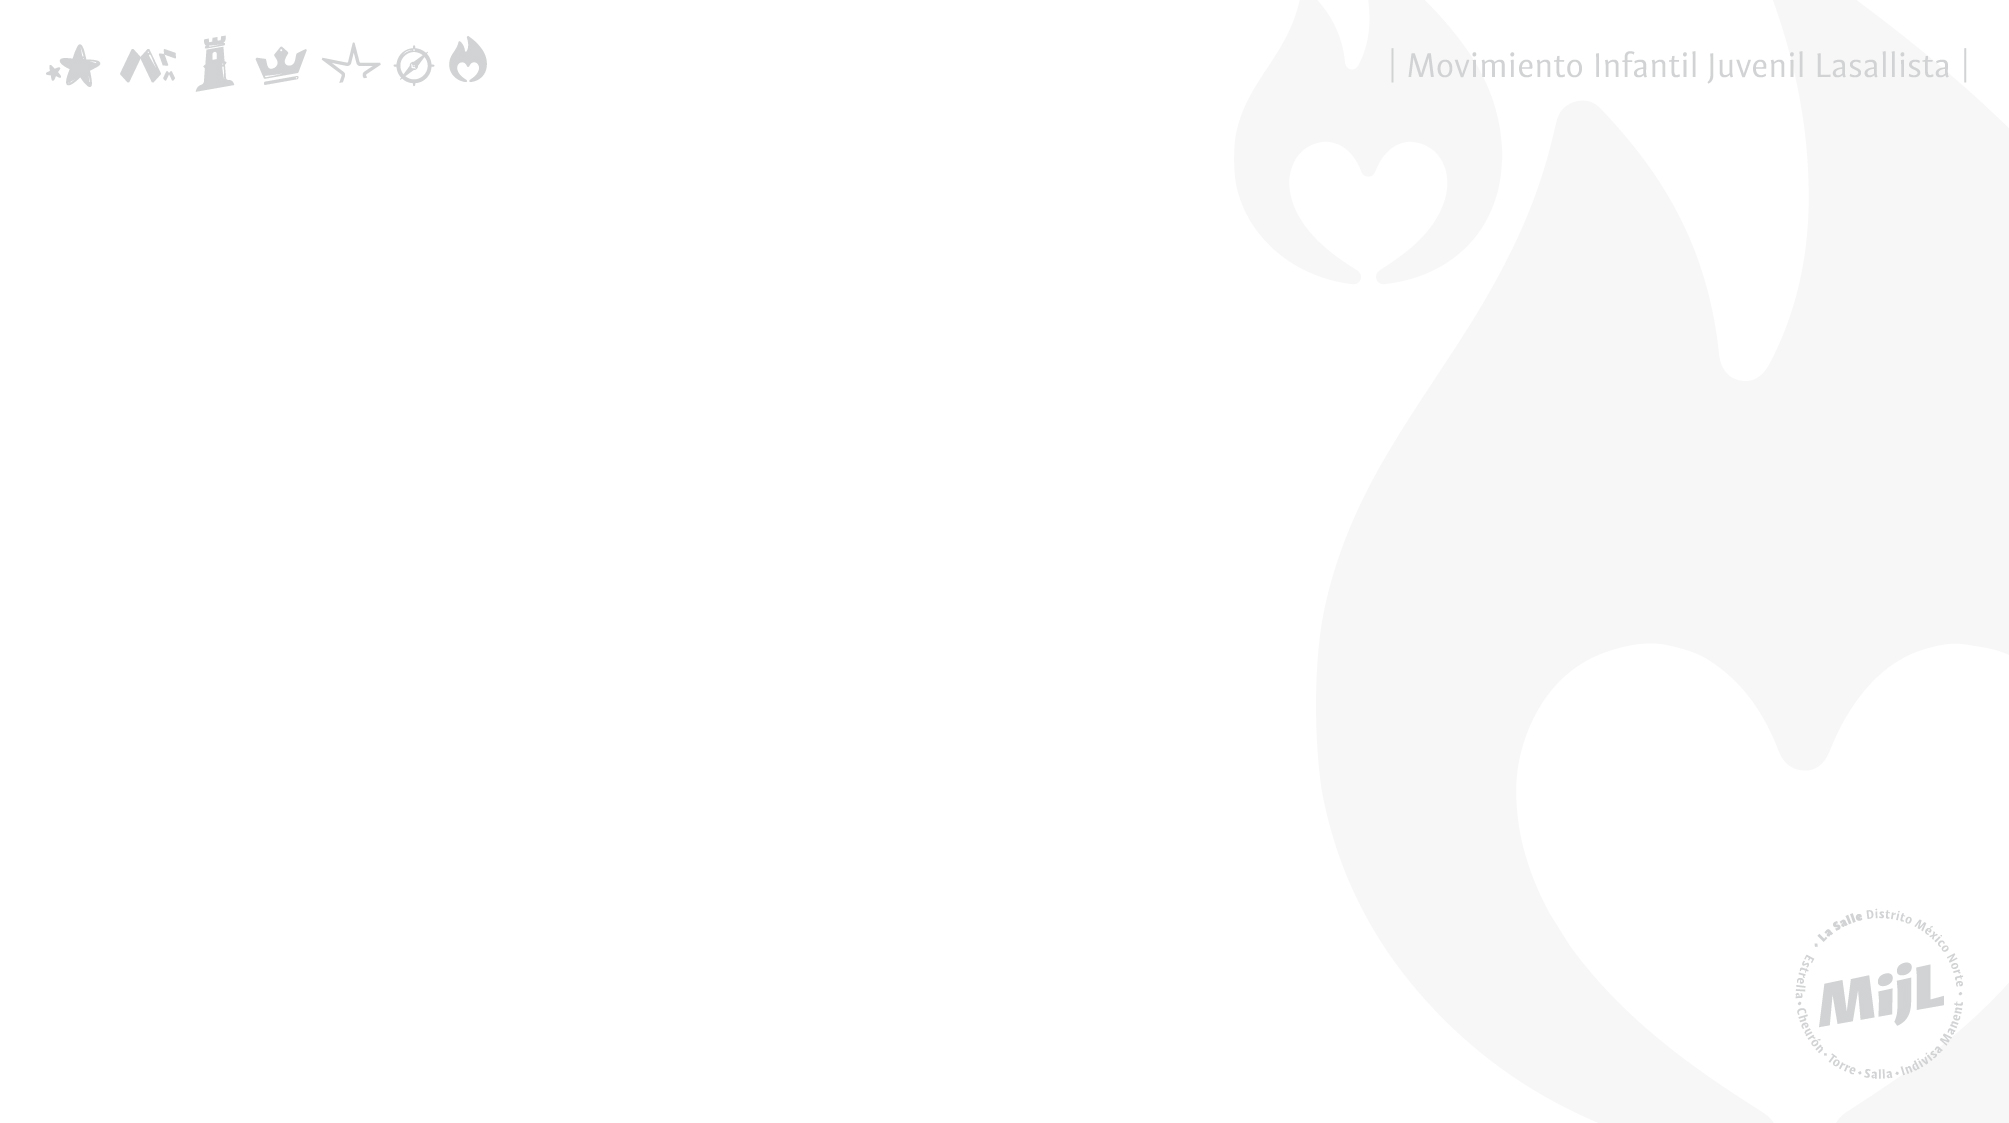 | Movimiento Infantil Juvenil Lasallista |
• La Salle Distrito México Norte •
MijL
Estrella • Cheurón • Torre • Salla • Indivisa Manent